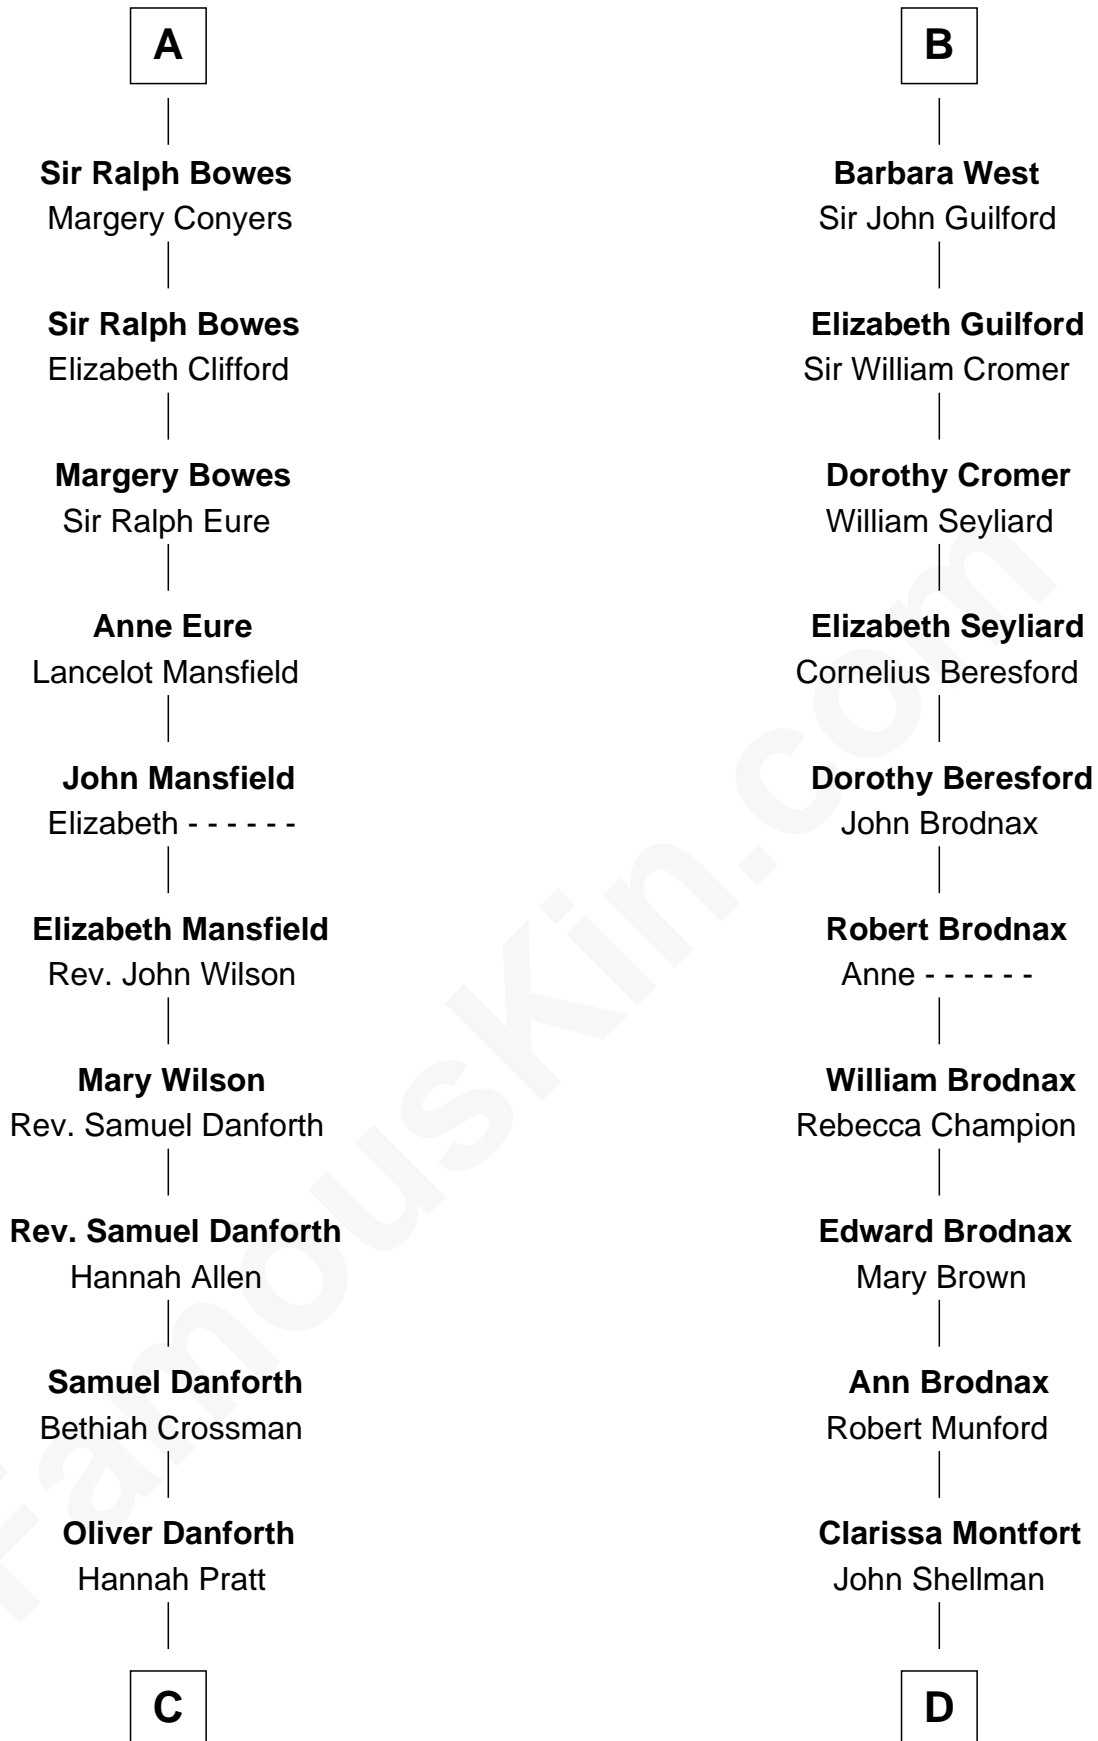 A
Sir Ralph Bowes
Margery Conyers
Sir Ralph Bowes
Elizabeth Clifford
Margery Bowes
Sir Ralph Eure
Anne Eure
Lancelot Mansfield
John Mansfield
Elizabeth - - - - - -
Elizabeth Mansfield
Rev. John Wilson
Mary Wilson
Rev. Samuel Danforth
Rev. Samuel Danforth
Hannah Allen
Samuel Danforth
Bethiah Crossman
Oliver Danforth
Hannah Pratt
C
B
Barbara West
Sir John Guilford
Elizabeth Guilford
Sir William Cromer
Dorothy Cromer
William Seyliard
Elizabeth Seyliard
Cornelius Beresford
Dorothy Beresford
John Brodnax
Robert Brodnax
Anne - - - - - -
William Brodnax
Rebecca Champion
Edward Brodnax
Mary Brown
Ann Brodnax
Robert Munford
Clarissa Montfort
John Shellman
D
FamousKin.com